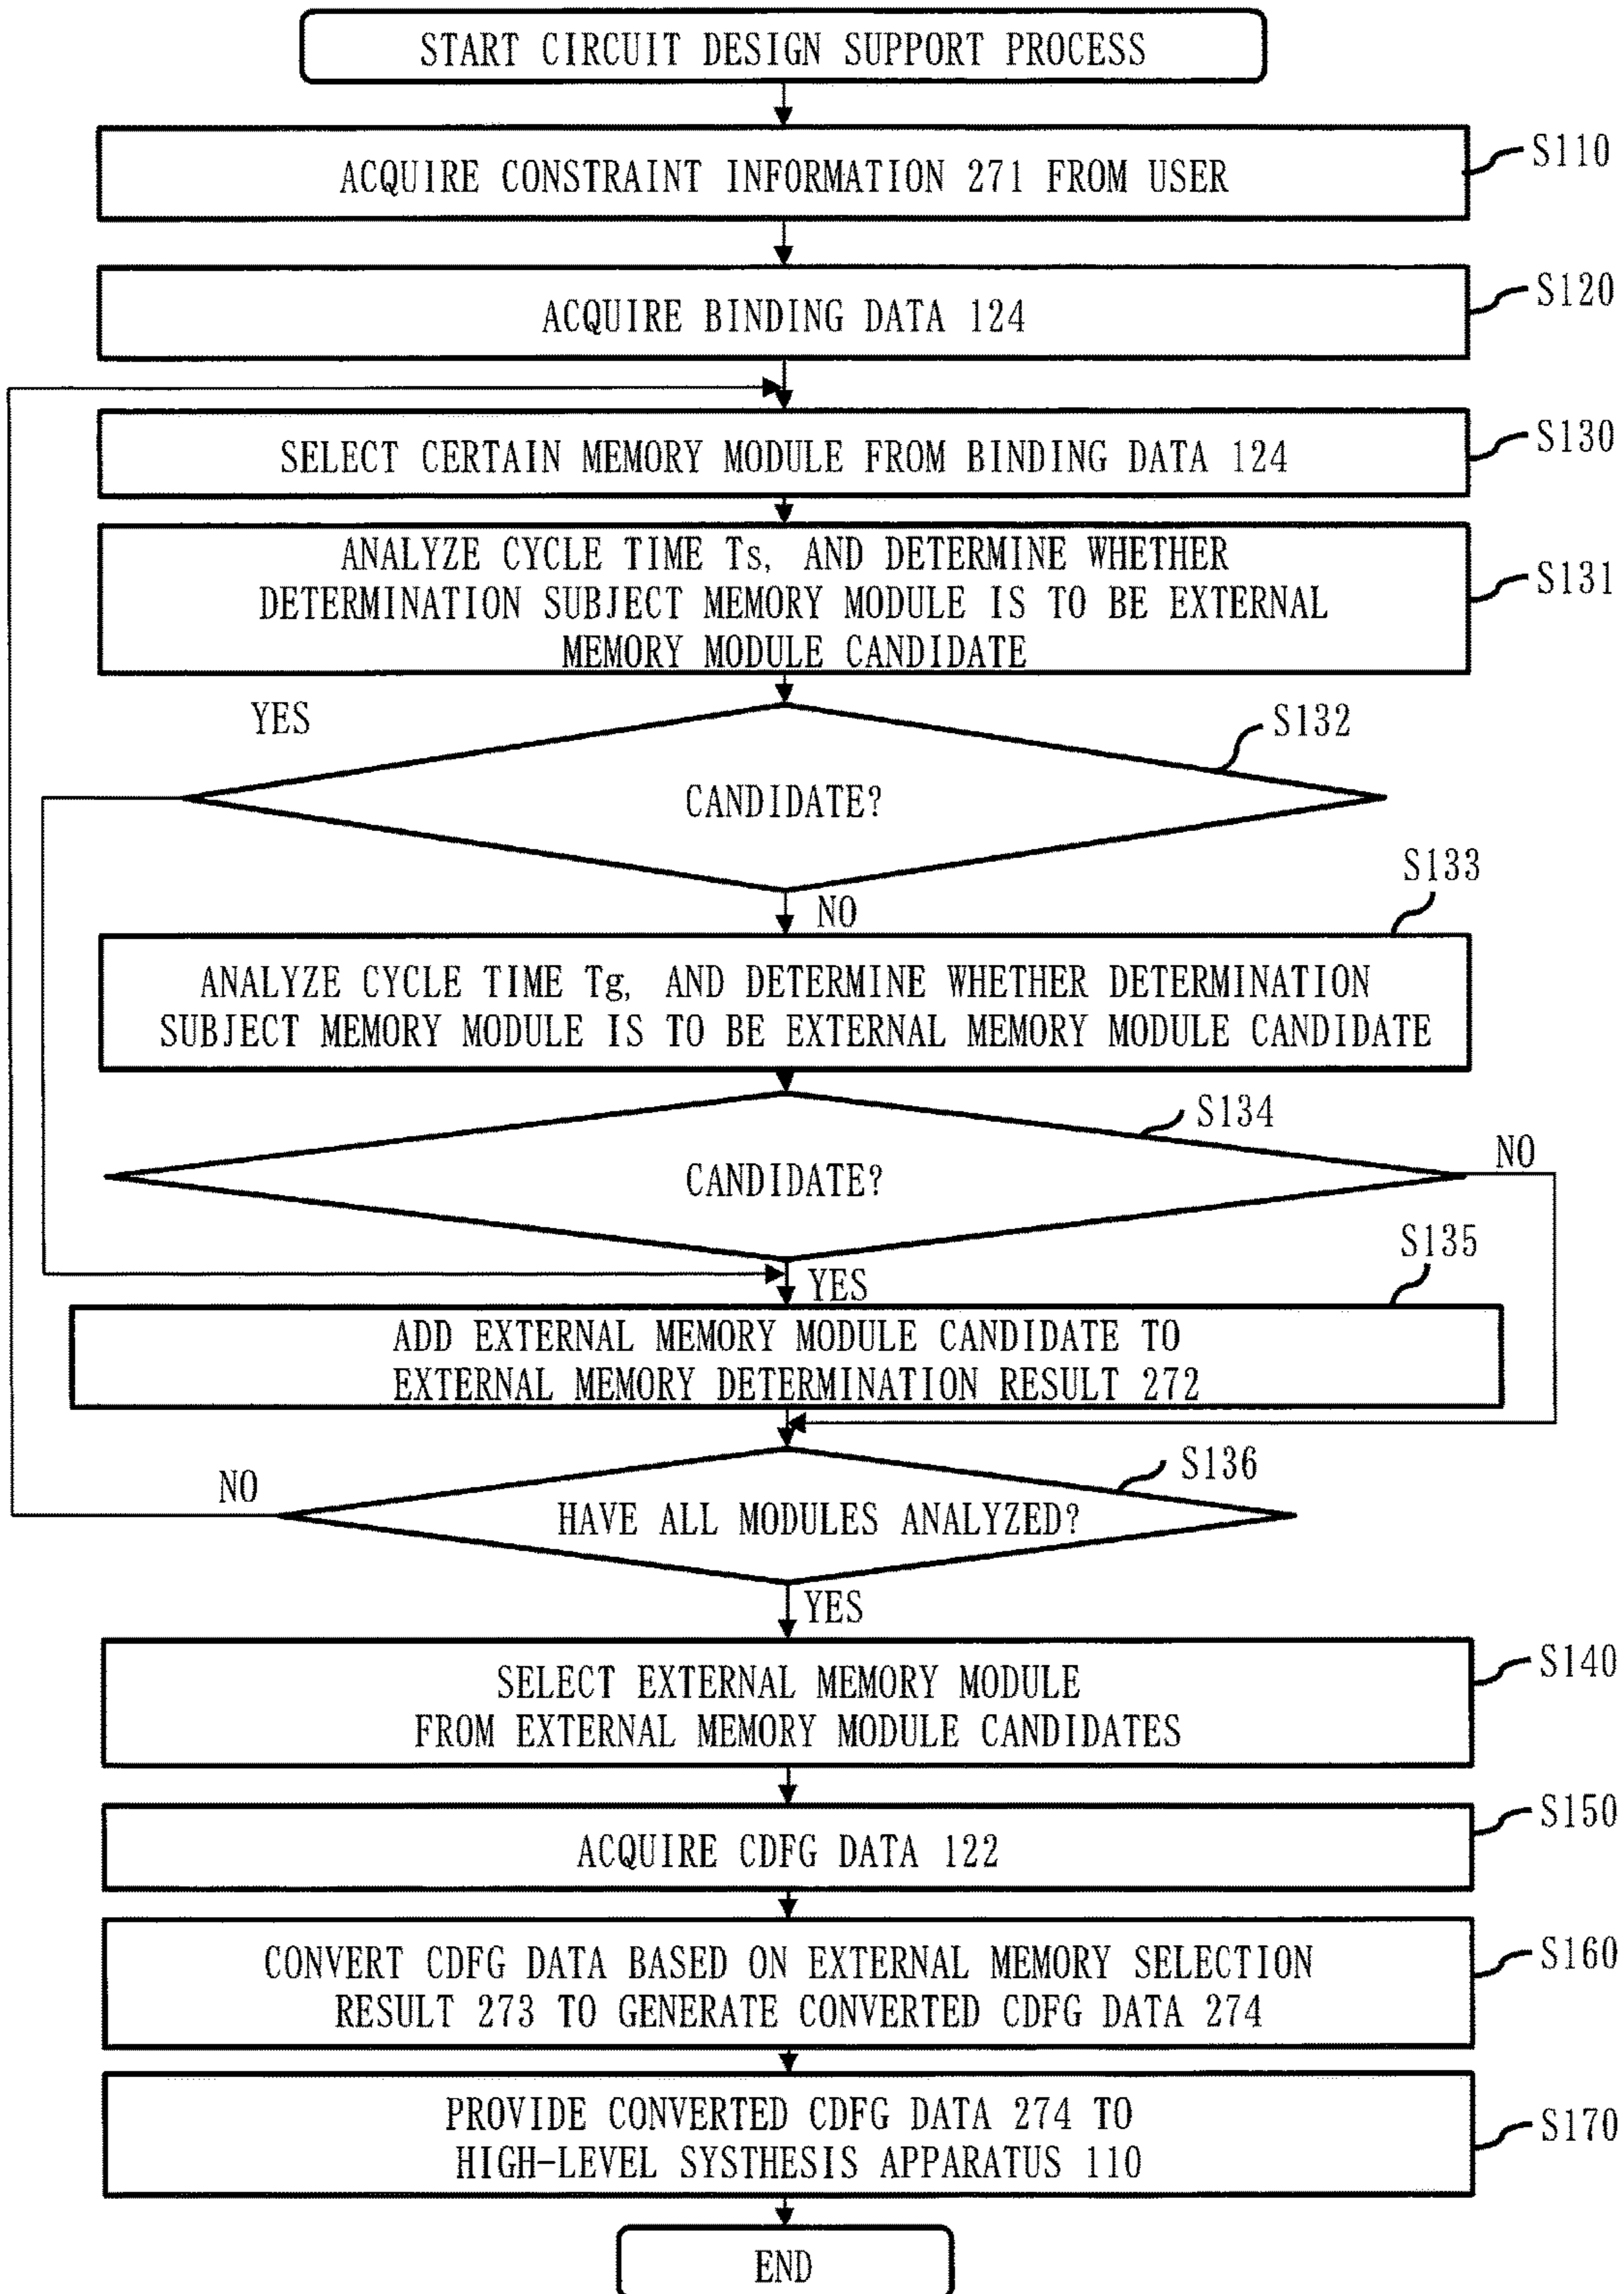 START CIRCUIT DESIGN SUPPORT PROCESS
ACQUIRE CONSTRAINT INFORMATION 271 FROM USER
S110
ACQUIRE BINDING DATA 124
S120
SELECT CERTAIN MEMORY MODULE FROM BINDING DATA 124
S130
ANALYZE CYCLE TIME Ts, AND DETERMINE WHETHER
DETERMINATION SUBJECT MEMORY MODULE IS TO BE EXTERNAL
MEMORY MODULE CANDIDATE
S131
YES
S132
CANDIDATE?
NO
S133
ANALYZE CYCLE TIME Tg, AND DETERMINE WHETHER DETERMINATION
SUBJECT MEMORY MODULE IS TO BE EXTERNAL MEMORY MODULE CANDIDATE
S134
NO
CANDIDATE?
YES
S135
ADD EXTERNAL MEMORY MODULE CANDIDATE TO
EXTERNAL MEMORY DETERMINATION RESULT 272
S136
NO
HAVE ALL MODULES ANALYZED?
YES
SELECT EXTERNAL MEMORY MODULE
FROM EXTERNAL MEMORY MODULE CANDIDATES
S140
ACQUIRE CDFG DATA 122
S150
CONVERT CDFG DATA BASED ON EXTERNAL MEMORY SELECTION
RESULT 273 TO GENERATE CONVERTED CDFG DATA 274
S160
PROVIDE CONVERTED CDFG DATA 274 TO
HIGH-LEVEL SYSTHESIS APPARATUS 110
S170
END